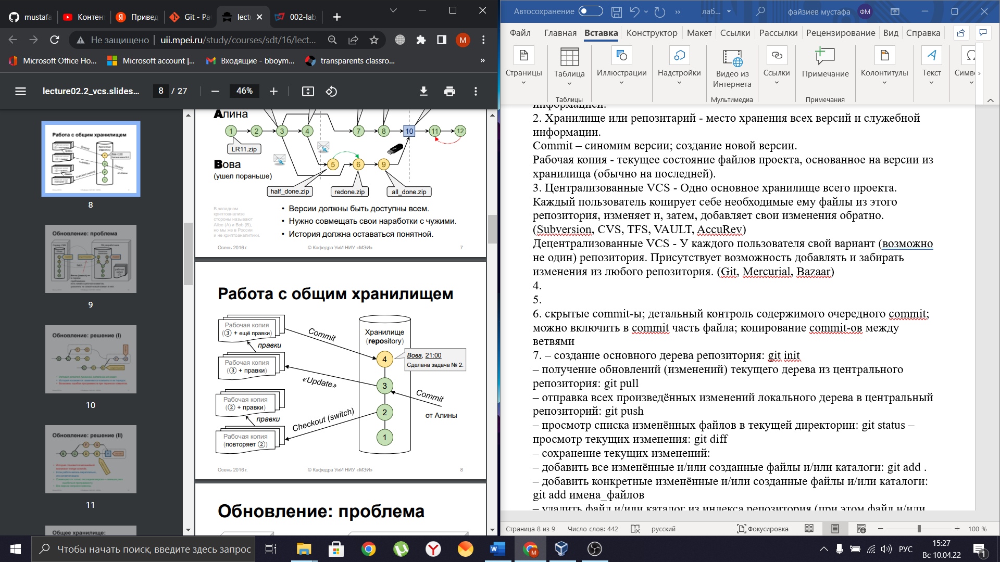 mustafa
Контен
Привед
Git - Ра
lectu
002-lab
Не защищено
uii.mpei.ru/study/courses/sdt/16/lect...
M
Microsoft Office Ho...
Microsoft account |...
Входящие - bboym...
transparents classro...
»
lecture02.2_vcs.slides...
8 / 27
46%
Работа с общим хранилищем
8
Обновление: проблема
9
Обновление: решение (I)
10
Обновление: решение (II)
11
Общее хранилище:
Алина
1 2 3 4 7 8 10 11 12
LR11.zip
Вова
(ушел пораньше)
5 6 9
half_done.zip
redone.zip
all_done.zip
В западном
криптоанализе
стороны называют
Alice (A) и Bob (B),
но мы же в России
и не криптоаналитики.
• Версии должны быть доступны всем.
• Нужно совмещать свои наработки с чужими.
• История должна оставаться понятной.
Осень 2016 г.
© Кафедра УиИ НИУ «МЭИ»
7
Работа с общим хранилищем
Рабочая копия
(③ + ещё правки)
Commit
правки
Хранилище
(repository)
4
Вова, 21:00
Сделана задача № 2.
Рабочая копия
(③ + правки)
«Update»
3
Commit
от Алины
Рабочая копия
(② + правки)
правки
Checkout (switch)
2
Рабочая копия
(повторяет ②)
1
Осень 2016 г.
© Кафедра УиИ НИУ «МЭИ»
8
Обновление: проблема
Автосохранение
лаб...
файзиев мустафа
ФМ
Файл
Главная
Вставка
Конструктор
Макет
Ссылки
Рассылки
Рецензирование
Вид
Справка
Страницы
Таблица
Иллюстрации
Надстройки
Видео из
Интернета
Ссылки
Примечание
Колонтитулы
Текст
Симво
Таблицы
Мультимедиа
Примечания
информацией.
2. Хранилище или репозитарий - место хранения всех версий и служебной
информации.
Commit – синомим версии; создание новой версии.
Рабочая копия - текущее состояние файлов проекта, основанное на версии из
хранилища (обычно на последней).
3. Централизованные VCS - Одно основное хранилище всего проекта.
Каждый пользователь копирует себе необходимые ему файлы из этого
репозитория, изменяет и, затем, добавляет свои изменения обратно.
(Subversion, CVS, TFS, VAULT, AccuRev)
Децентрализованные VCS - У каждого пользователя свой вариант (возможно
не один) репозитория. Присутствует возможность добавлять и забирать
изменения из любого репозитория. (Git, Mercurial, Bazaar)
4.
5.
6. скрытые commit-ы; детальный контроль содержимого очередного commit;
можно включить в commit часть файла; копирование commit-ов между
ветвями
7. – создание основного дерева репозитория: git init
– получение обновлений (изменений) текущего дерева из центрального
репозитория: git pull
– отправка всех произведённых изменений локального дерева в центральный
репозиторий: git push
– просмотр списка изменённых файлов в текущей директории: git status –
просмотр текущих изменения: git diff
– сохранение текущих изменений:
– добавить все изменённые и/или созданные файлы и/или каталоги: git add .
– добавить конкретные изменённые и/или созданные файлы и/или каталоги:
git add имена_файлов
– удалить файл и/или каталог из индекса репозитория (при этом файл и/или
Страница 8 из 9
Число слов: 442
русский
Фокусировка
100 %
Чтобы начать поиск, введите здесь запрос
РУС
15:27
Вс 10.04.22
1